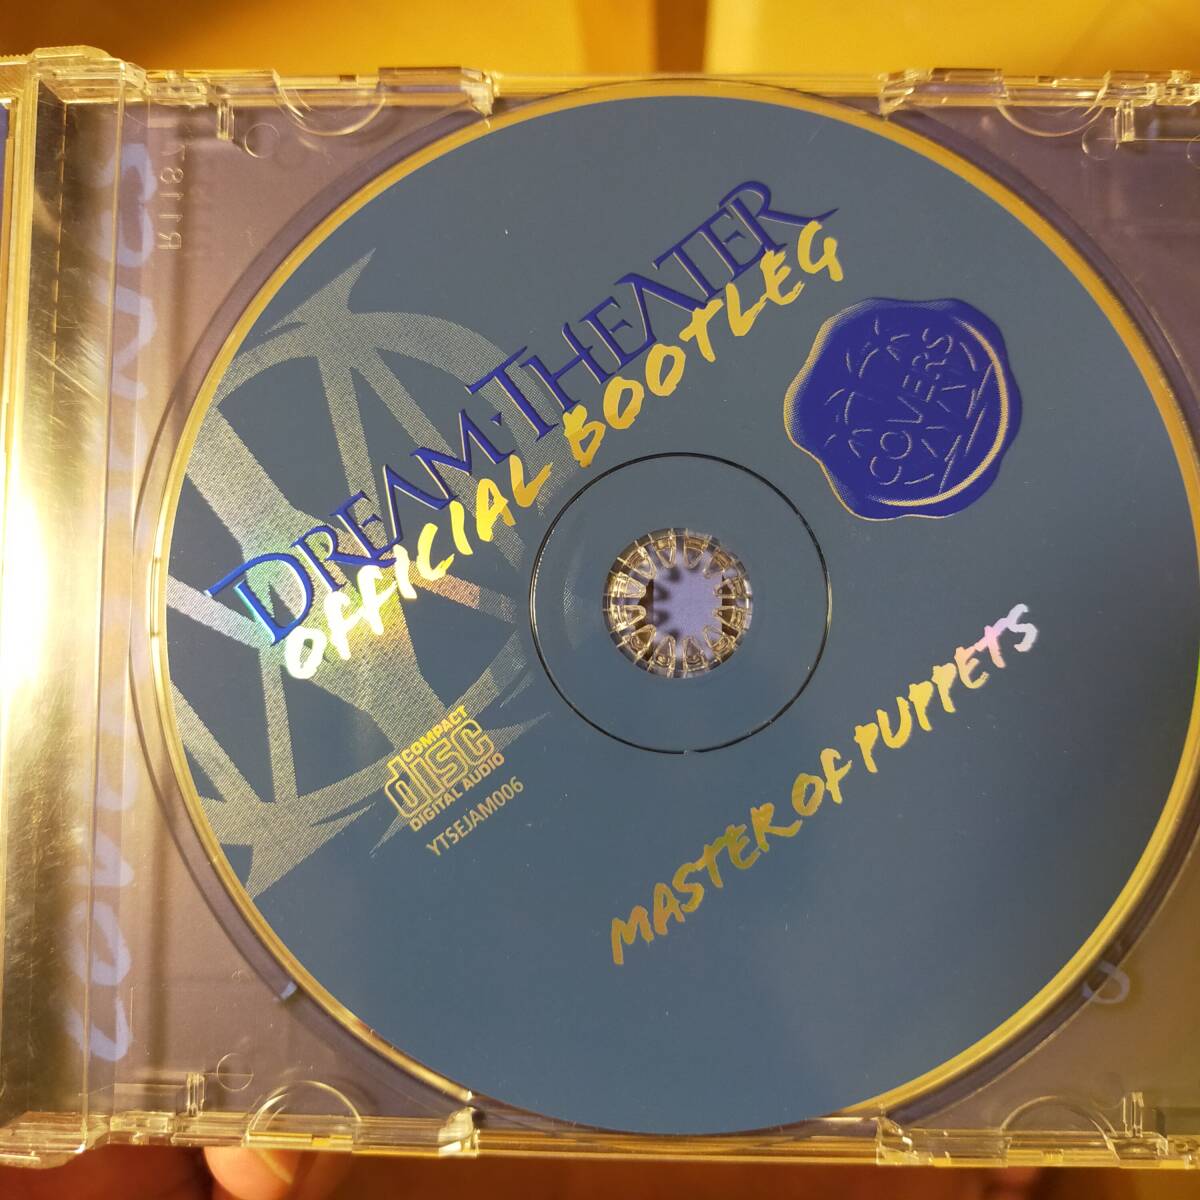 DREAM·THEATER
OFFICIAL BOOTLEG
COVERS
COMPACT
disc
DIGITAL AUDIO
YTSEJAM006
MASTER OF PUPPETS